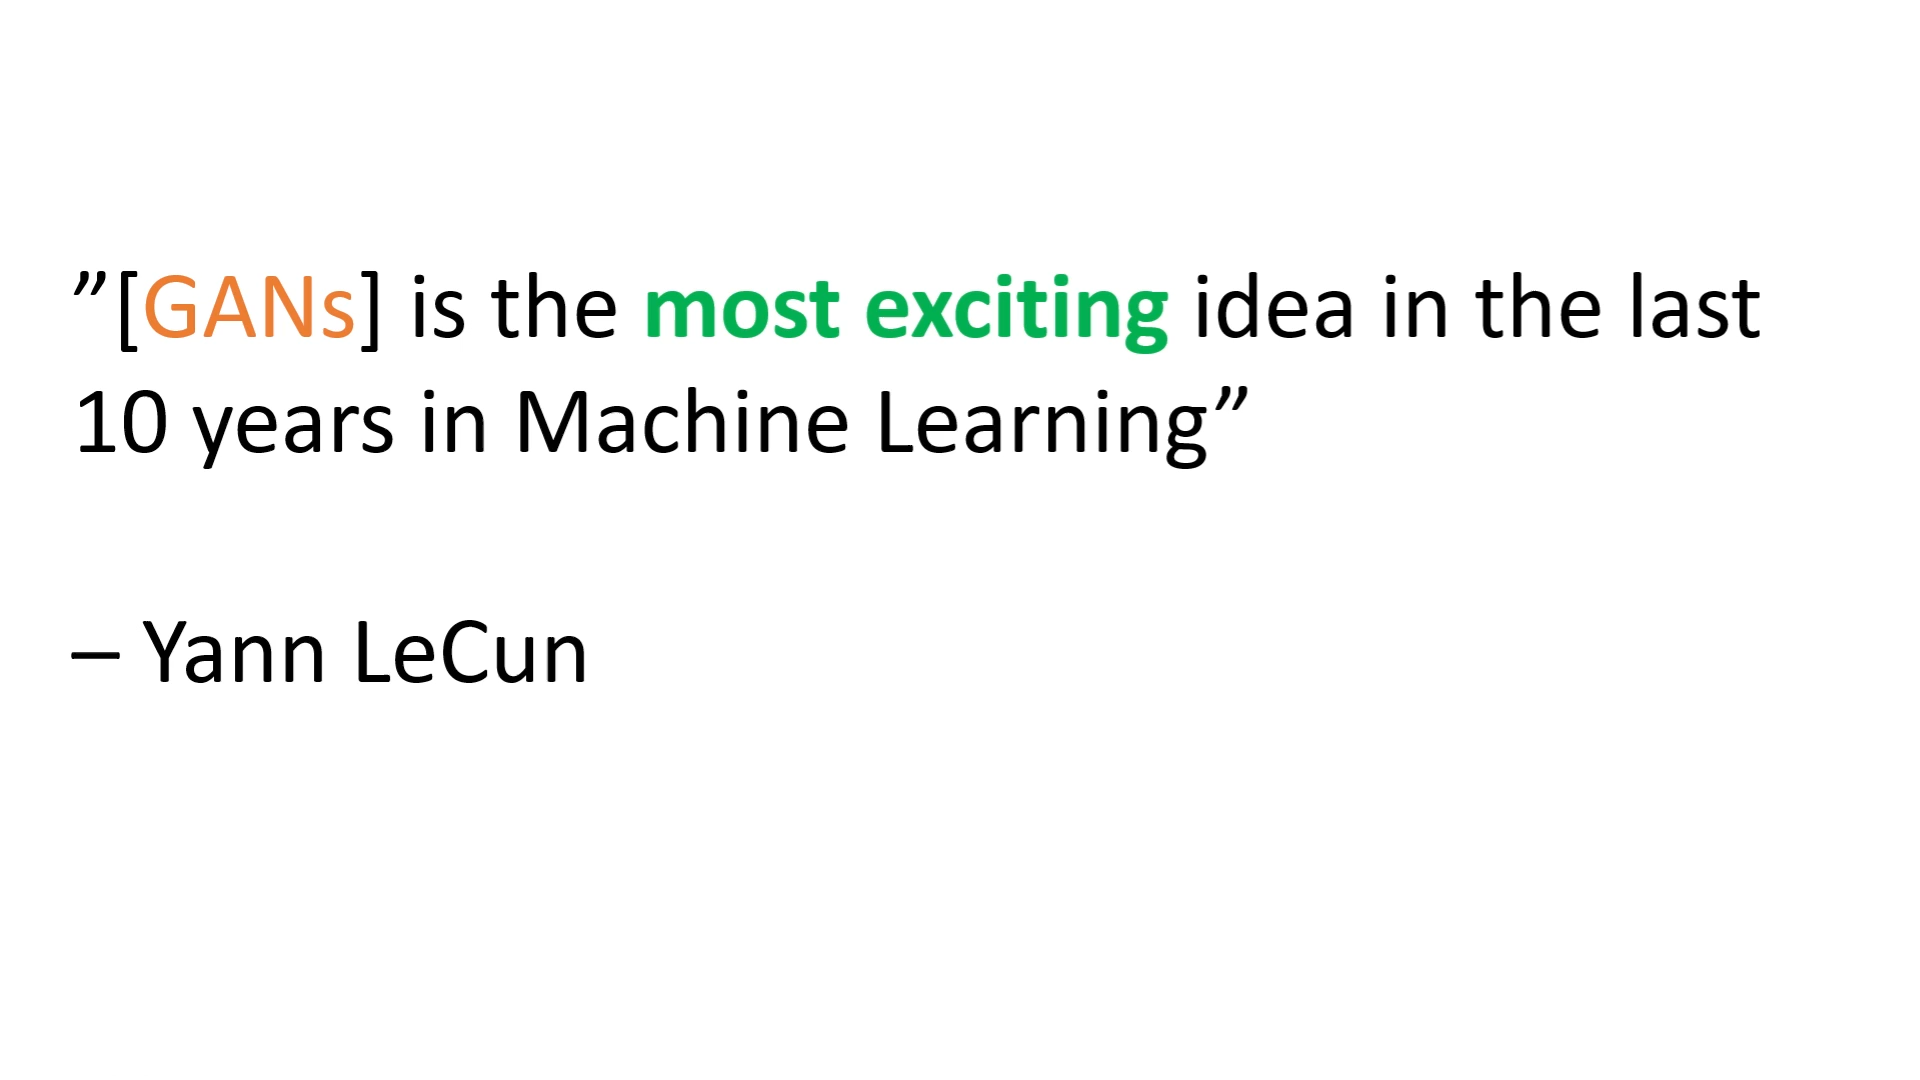 ”[GANs] is the most exciting idea in the last
10 years in Machine Learning”
– Yann LeCun